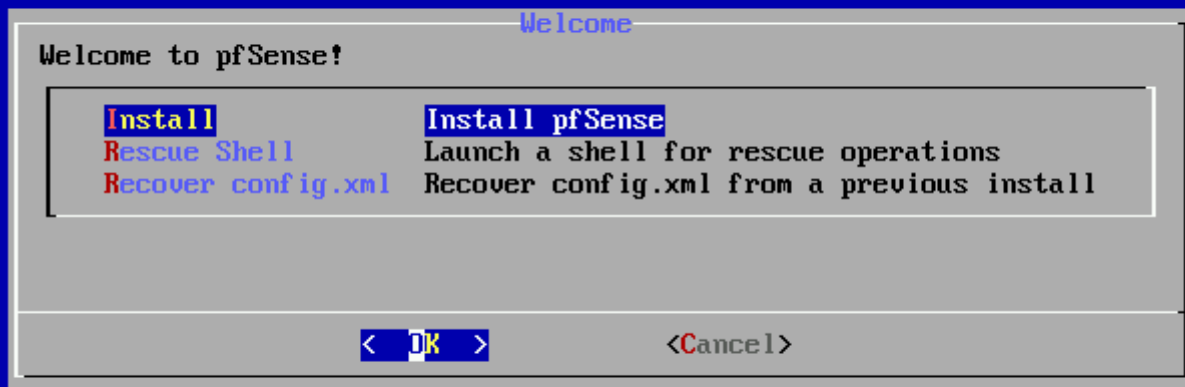 Welcome
Welcome to pfSense!
Install Install pfSense
Rescue Shell Launch a shell for rescue operations
Recover config.xml Recover config.xml from a previous install
< OK > <Cancel>